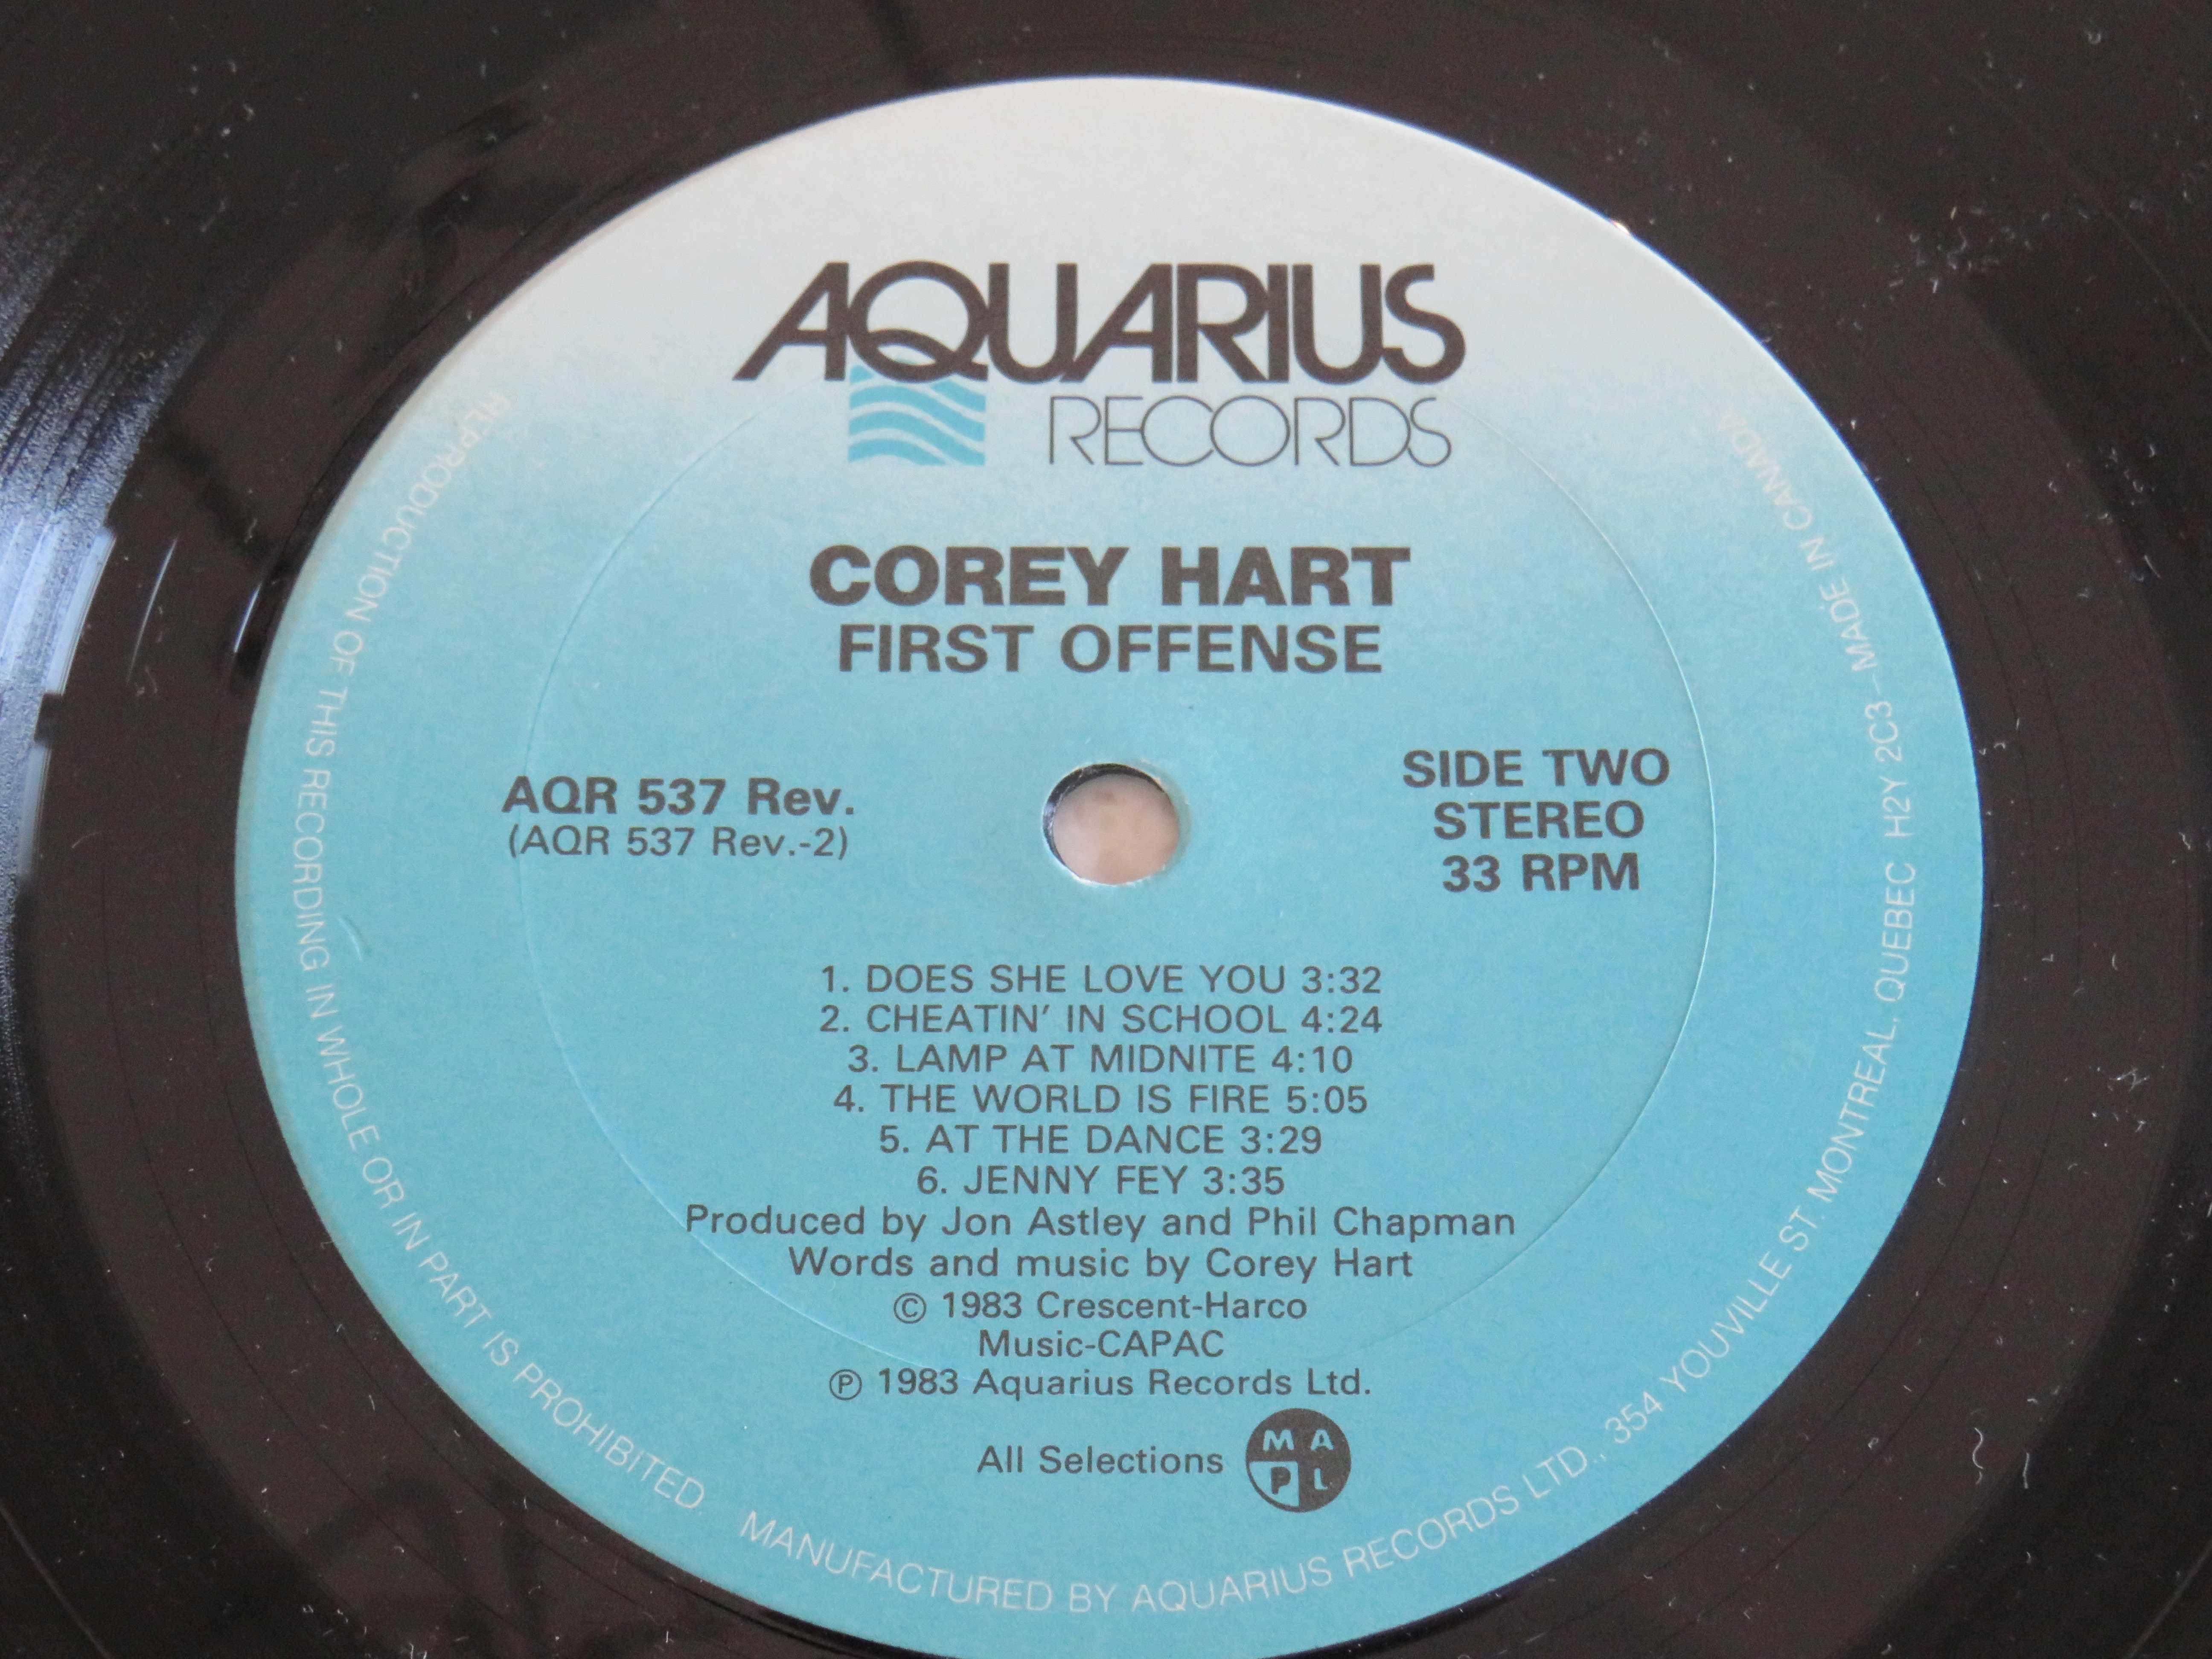 AQUARIUS
RECORDS
COREY HART
FIRST OFFENSE
AQR 537 Rev.
(AQR 537 Rev.-2)
SIDE TWO
STEREO
33 RPM
1. DOES SHE LOVE YOU 3:32
2. CHEATIN' IN SCHOOL 4:24
3. LAMP AT MIDNITE 4:10
4. THE WORLD IS FIRE 5:05
5. AT THE DANCE 3:29
6. JENNY FEY 3:35
Produced by Jon Astley and Phil Chapman
Words and music by Corey Hart
© 1983 Crescent-Harco
Music-CAPAC
℗ 1983 Aquarius Records Ltd.
All Selections
M A
P L
REPRODUCTION OF THIS RECORDING IN WHOLE OR IN PART IS PROHIBITED. MANUFACTURED BY AQUARIUS RECORDS LTD., 354 YOUVILLE ST. MONTREAL, QUEBEC H2Y 2C3 -MADE IN CANADA